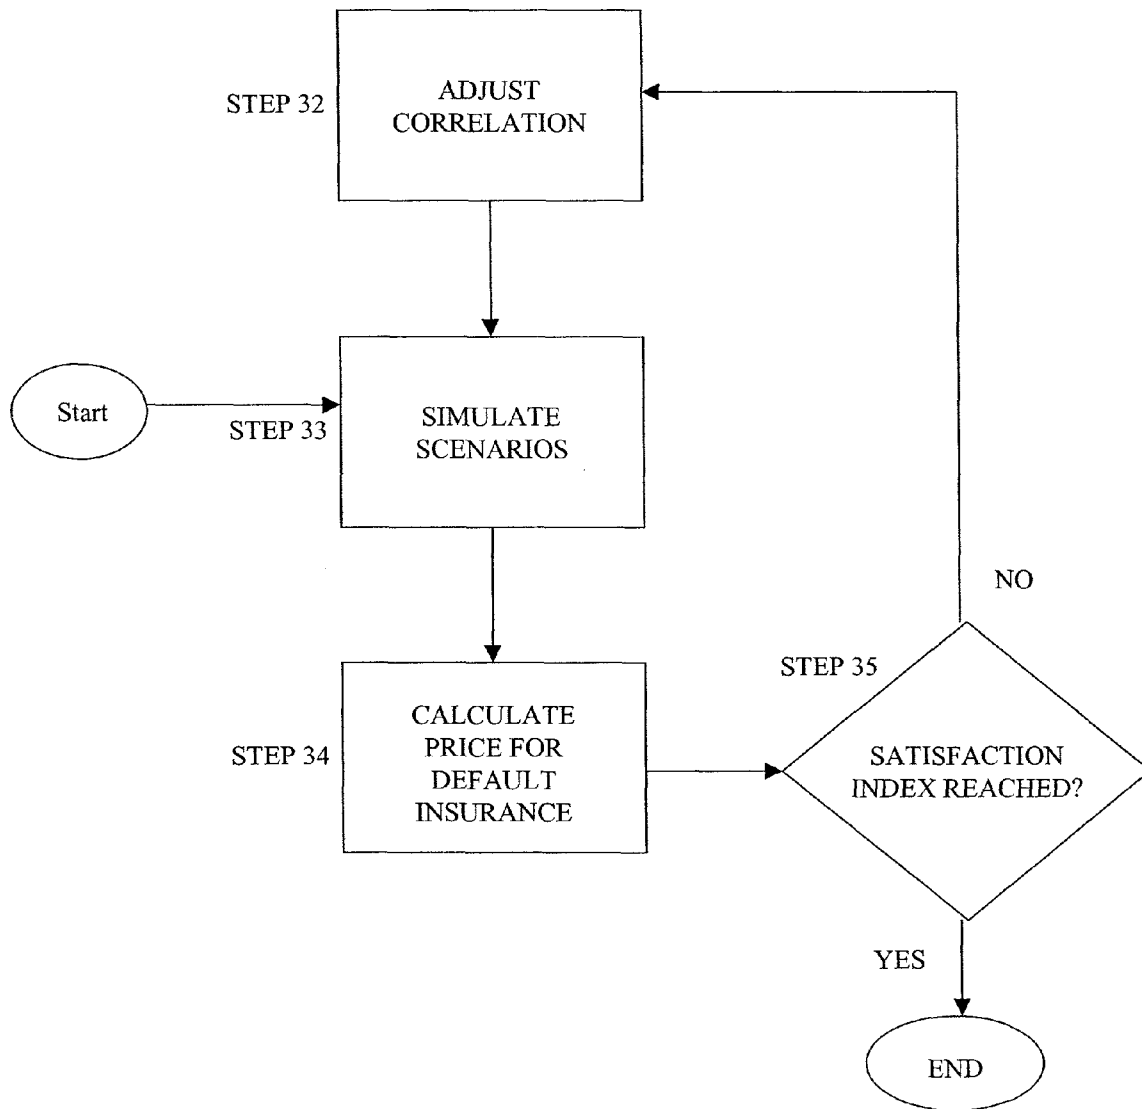 STEP 32
ADJUST
CORRELATION
Start
STEP 33
SIMULATE
SCENARIOS
STEP 34
CALCULATE
PRICE FOR
DEFAULT
INSURANCE
STEP 35
SATISFACTION
INDEX REACHED?
NO
YES
END